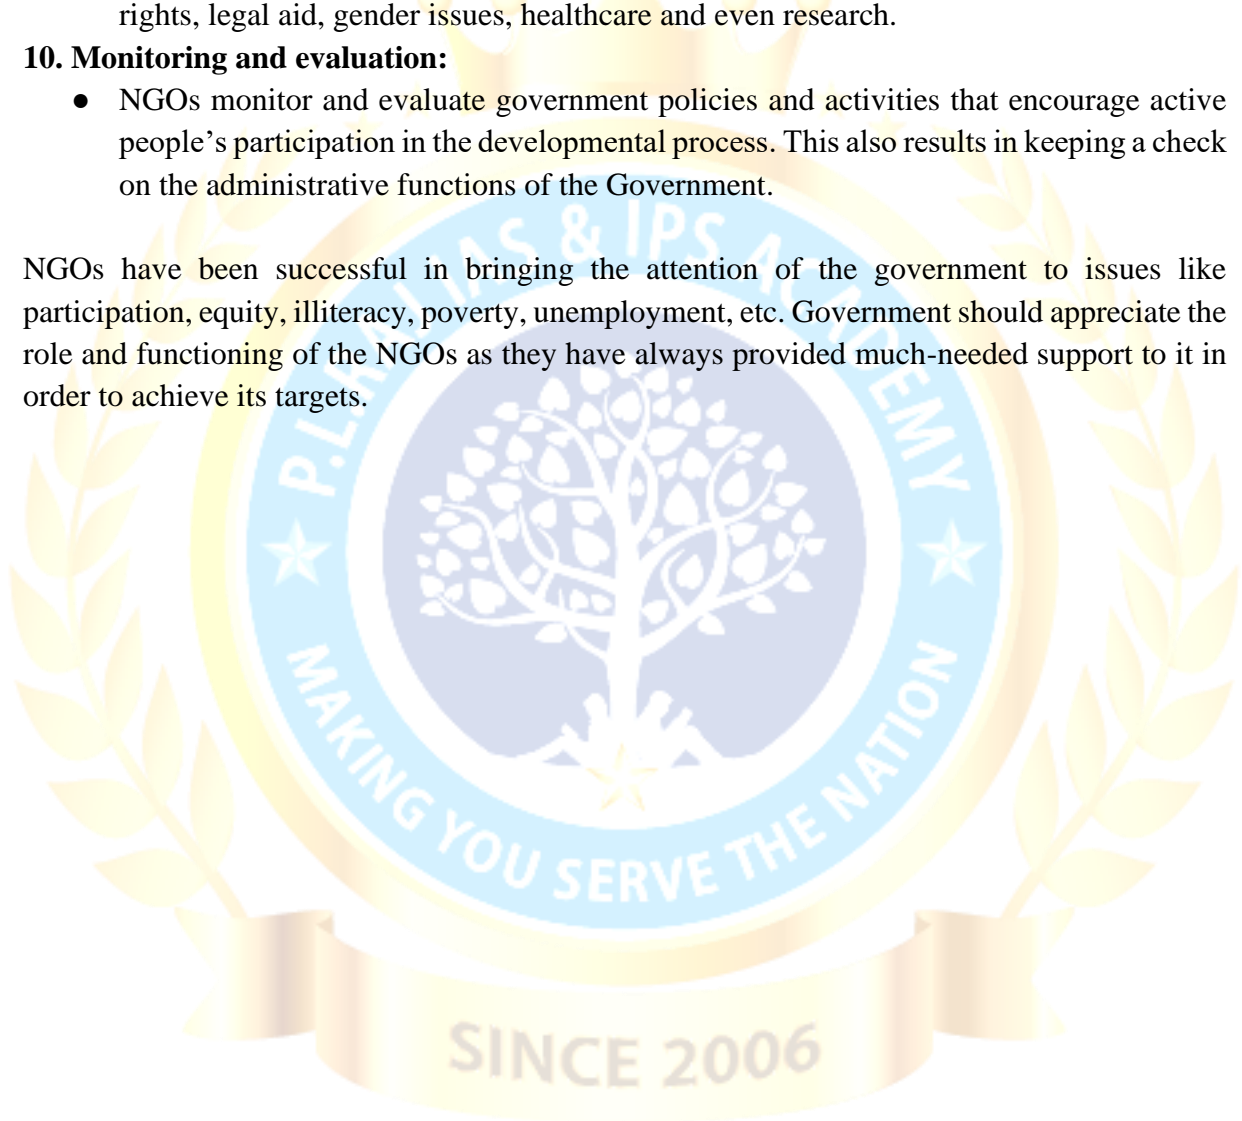 rights, legal aid, gender issues, healthcare and even research.
10. Monitoring and evaluation:
● NGOs monitor and evaluate government policies and activities that encourage active
people’s participation in the developmental process. This also results in keeping a check
on the administrative functions of the Government.
NGOs have been successful in bringing the attention of the government to issues like
participation, equity, illiteracy, poverty, unemployment, etc. Government should appreciate the
role and functioning of the NGOs as they have always provided much-needed support to it in
order to achieve its targets.
P.L.RAJ IAS & IPS ACADEMY
MAKING YOU SERVE THE NATION
SINCE 2006